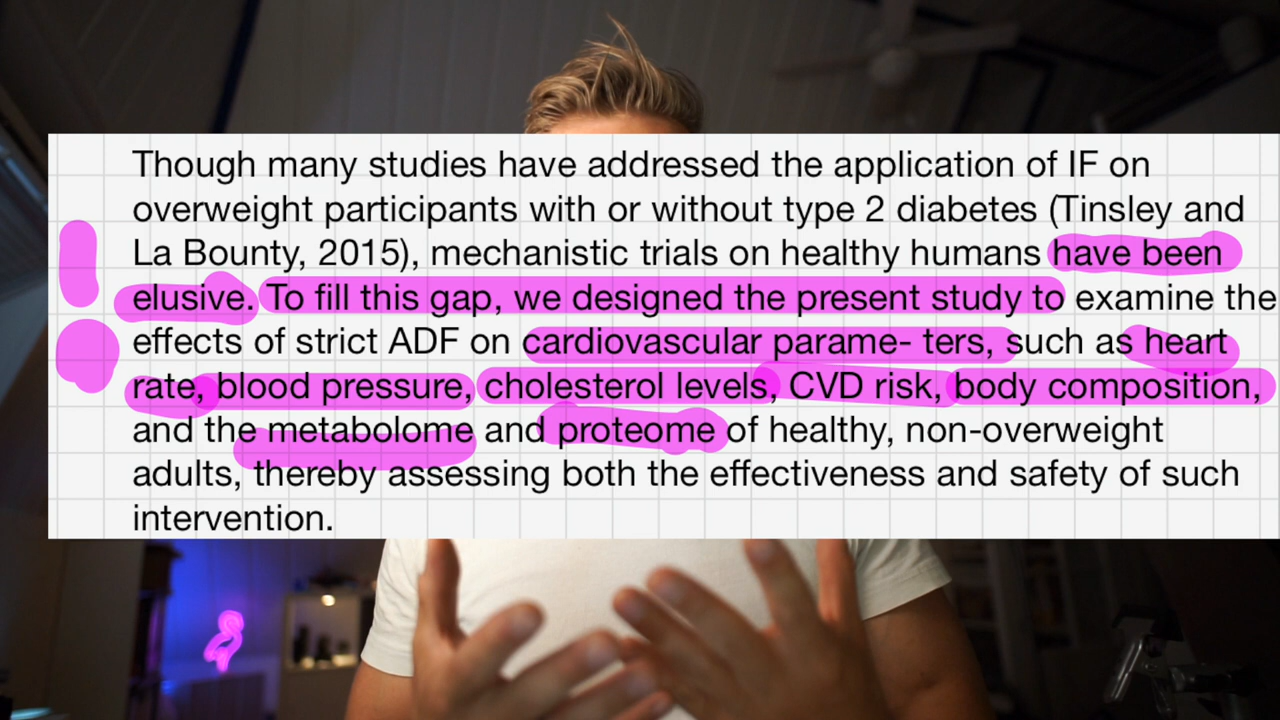 Though many studies have addressed the application of IF on
overweight participants with or without type 2 diabetes (Tinsley and
La Bounty, 2015), mechanistic trials on healthy humans have been
elusive. To fill this gap, we designed the present study to examine the
effects of strict ADF on cardiovascular parame- ters, such as heart
rate, blood pressure, cholesterol levels, CVD risk, body composition,
and the metabolome and proteome of healthy, non-overweight
adults, thereby assessing both the effectiveness and safety of such
intervention.